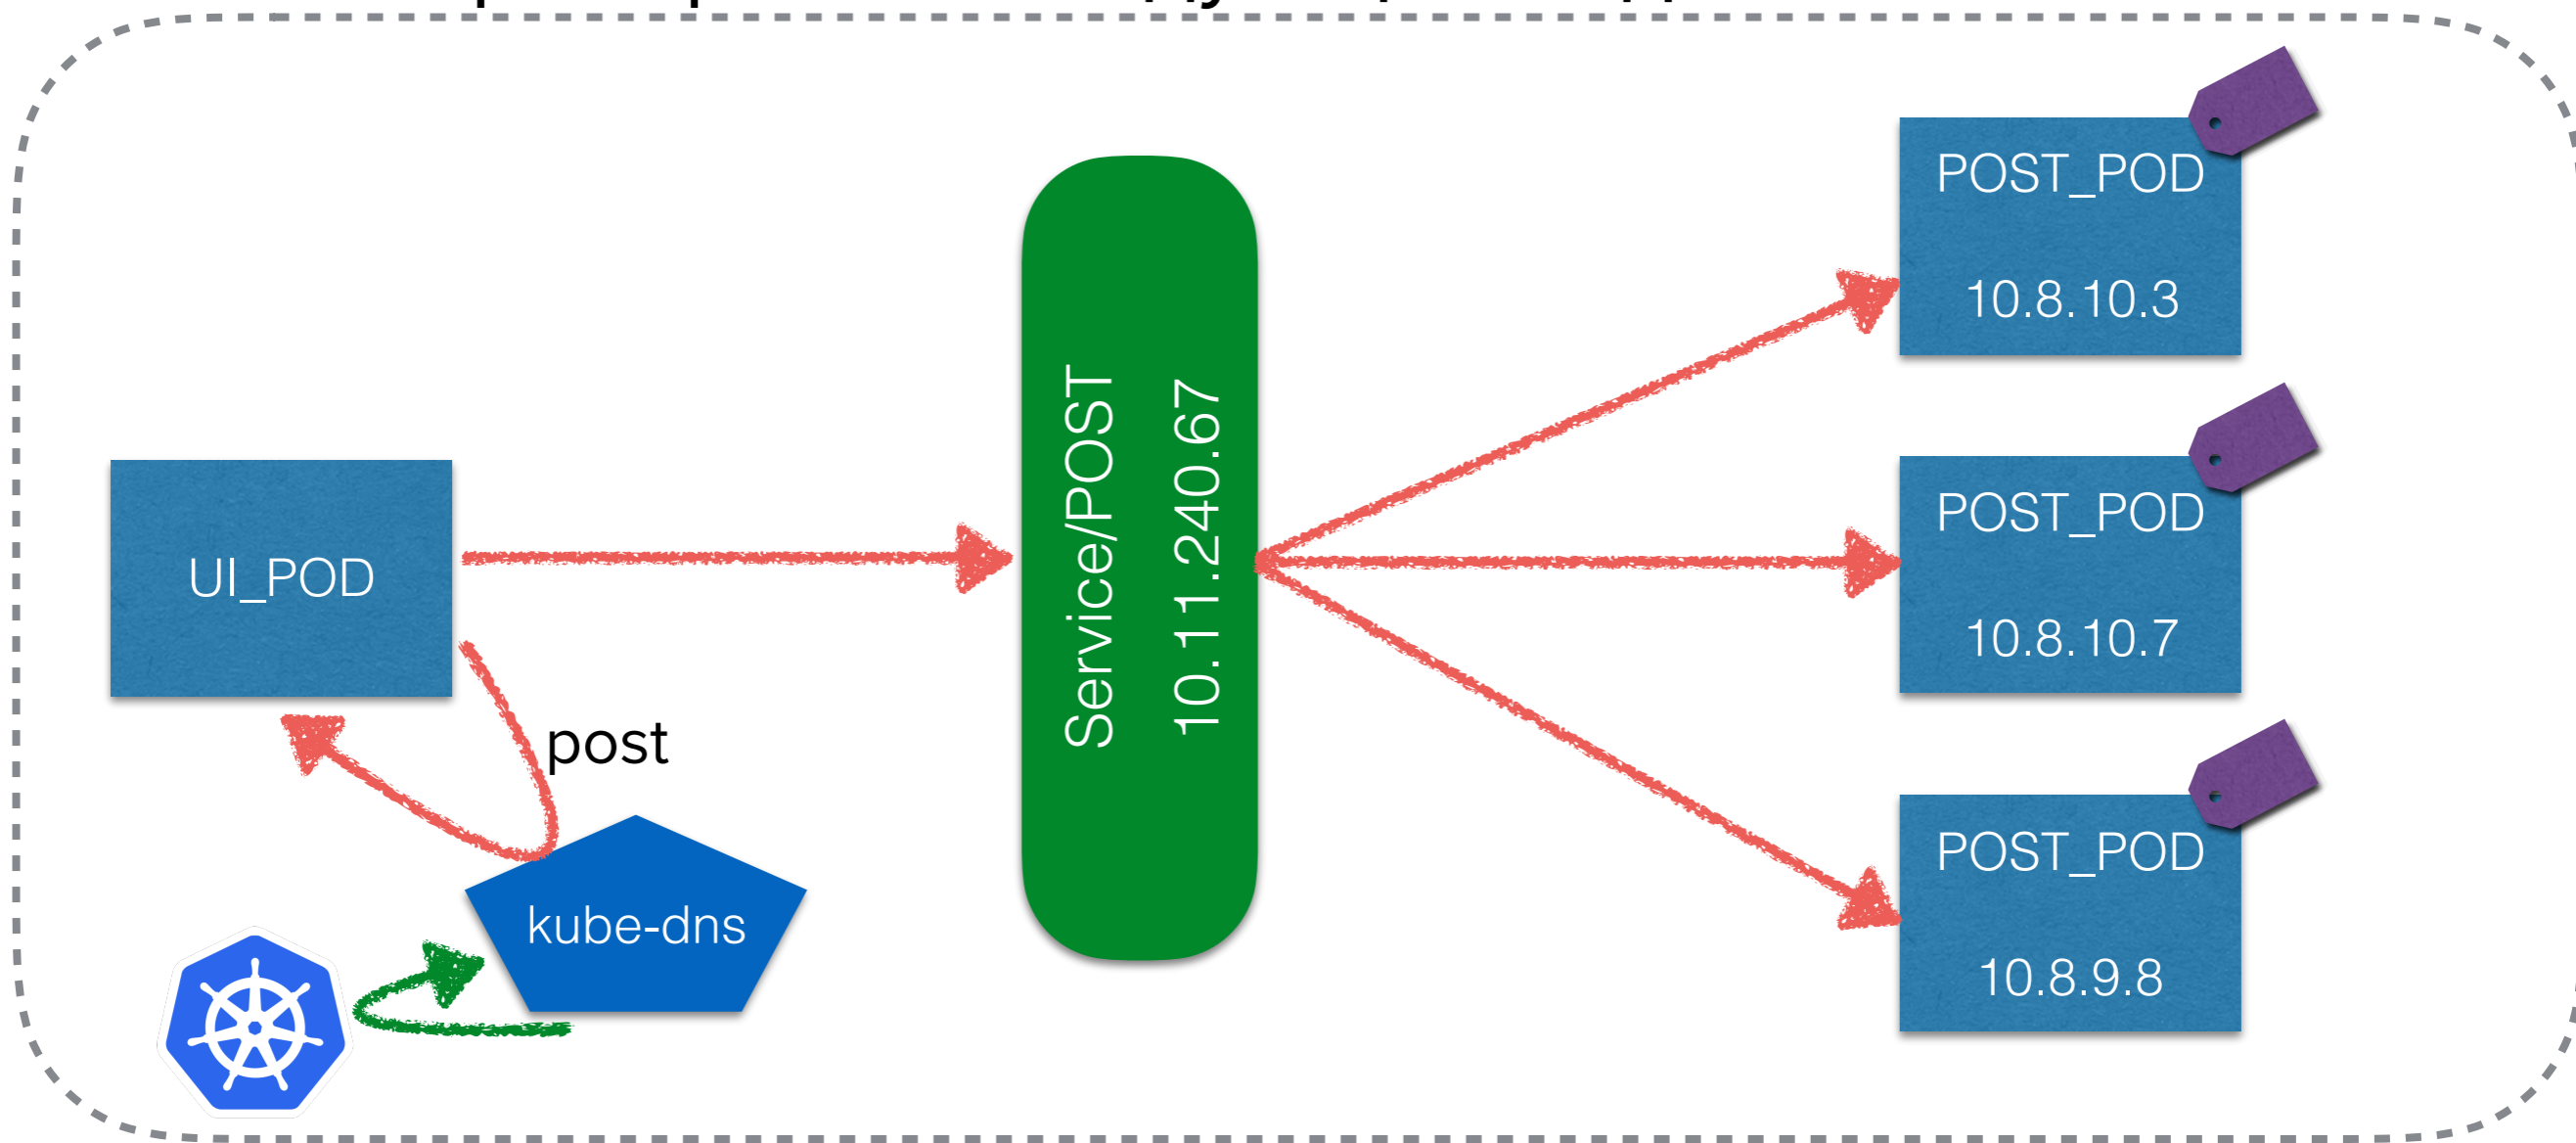 UI_POD
post
kube-dns
Service/POST
10.11.240.67
POST_POD
10.8.10.3
POST_POD
10.8.10.7
POST_POD
10.8.9.8